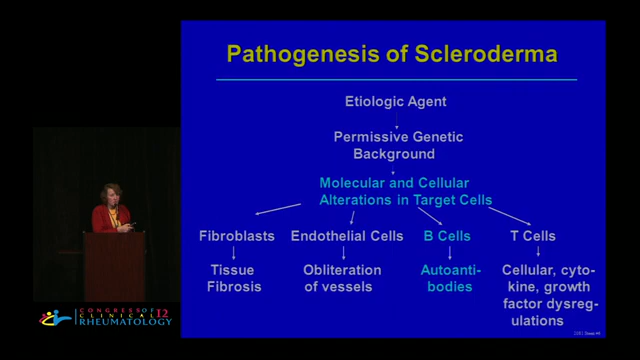 Pathogenesis of Scleroderma
Etiologic Agent
Permissive Genetic
Background
Molecular and Cellular
Alterations in Target Cells
Fibroblasts
Endothelial Cells
B Cells
T Cells
Tissue
Fibrosis
Obliteration
of vessels
Autoanti-
bodies
Cellular, cyto-
kine, growth
factor dysreg-
ulations
CONGRESS OF 12
CLINICAL
RHEUMATOLOGY